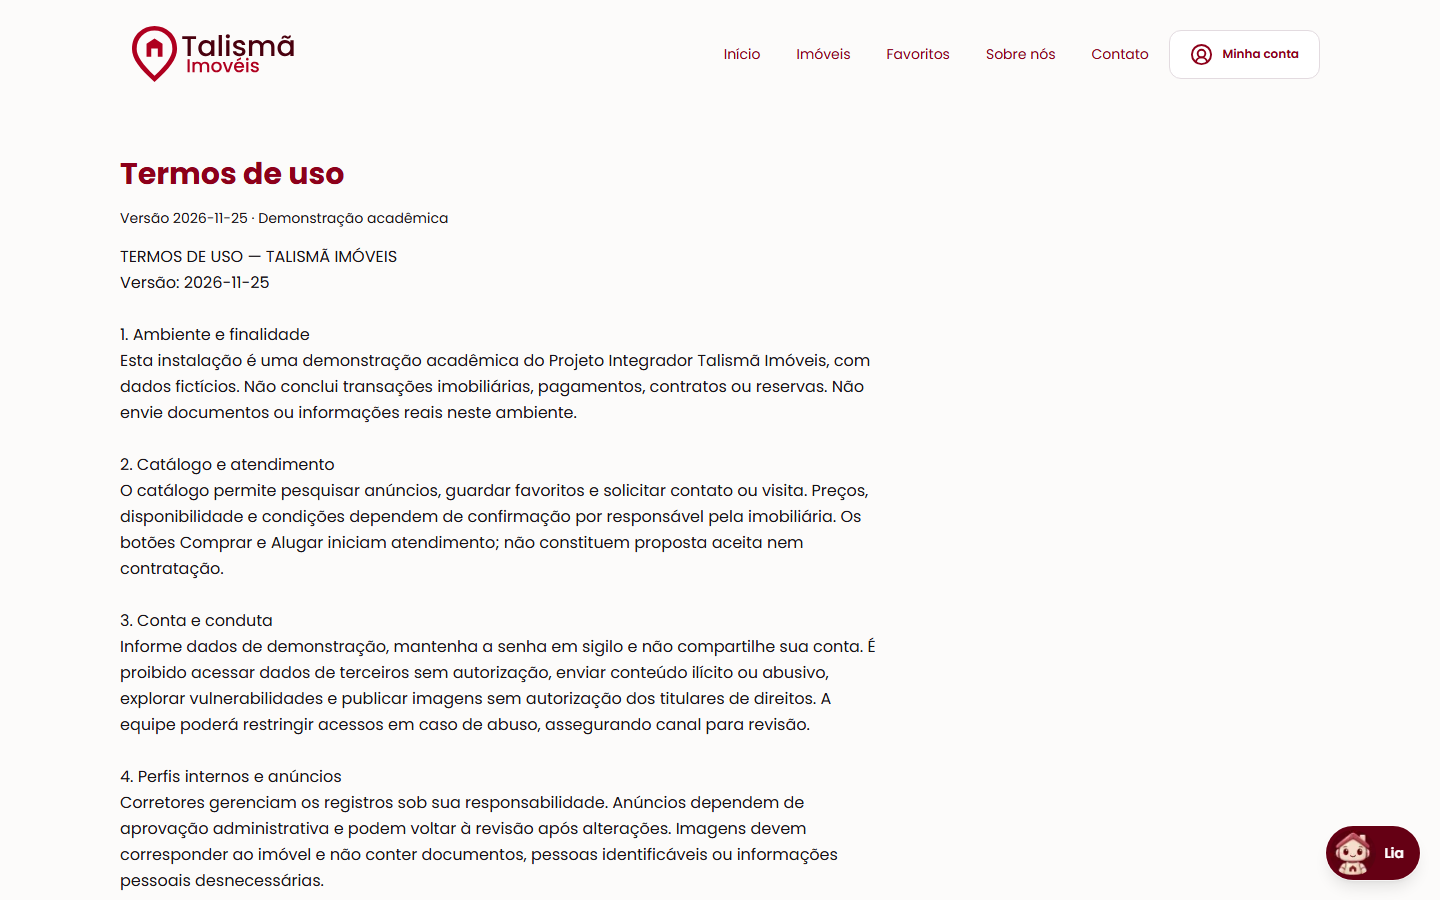 Talismã
Imovéis
Início
Imóveis
Favoritos
Sobre nós
Contato
Minha conta
Termos de uso
Versão 2026-11-25 · Demonstração acadêmica
TERMOS DE USO — TALISMÃ IMÓVEIS
Versão: 2026-11-25
1. Ambiente e finalidade
Esta instalação é uma demonstração acadêmica do Projeto Integrador Talismã Imóveis, com
dados fictícios. Não conclui transações imobiliárias, pagamentos, contratos ou reservas. Não
envie documentos ou informações reais neste ambiente.
2. Catálogo e atendimento
O catálogo permite pesquisar anúncios, guardar favoritos e solicitar contato ou visita. Preços,
disponibilidade e condições dependem de confirmação por responsável pela imobiliária. Os
botões Comprar e Alugar iniciam atendimento; não constituem proposta aceita nem
contratação.
3. Conta e conduta
Informe dados de demonstração, mantenha a senha em sigilo e não compartilhe sua conta. É
proibido acessar dados de terceiros sem autorização, enviar conteúdo ilícito ou abusivo,
explorar vulnerabilidades e publicar imagens sem autorização dos titulares de direitos. A
equipe poderá restringir acessos em caso de abuso, assegurando canal para revisão.
4. Perfis internos e anúncios
Corretores gerenciam os registros sob sua responsabilidade. Anúncios dependem de
aprovação administrativa e podem voltar à revisão após alterações. Imagens devem
corresponder ao imóvel e não conter documentos, pessoas identificáveis ou informações
pessoais desnecessárias.
Lia